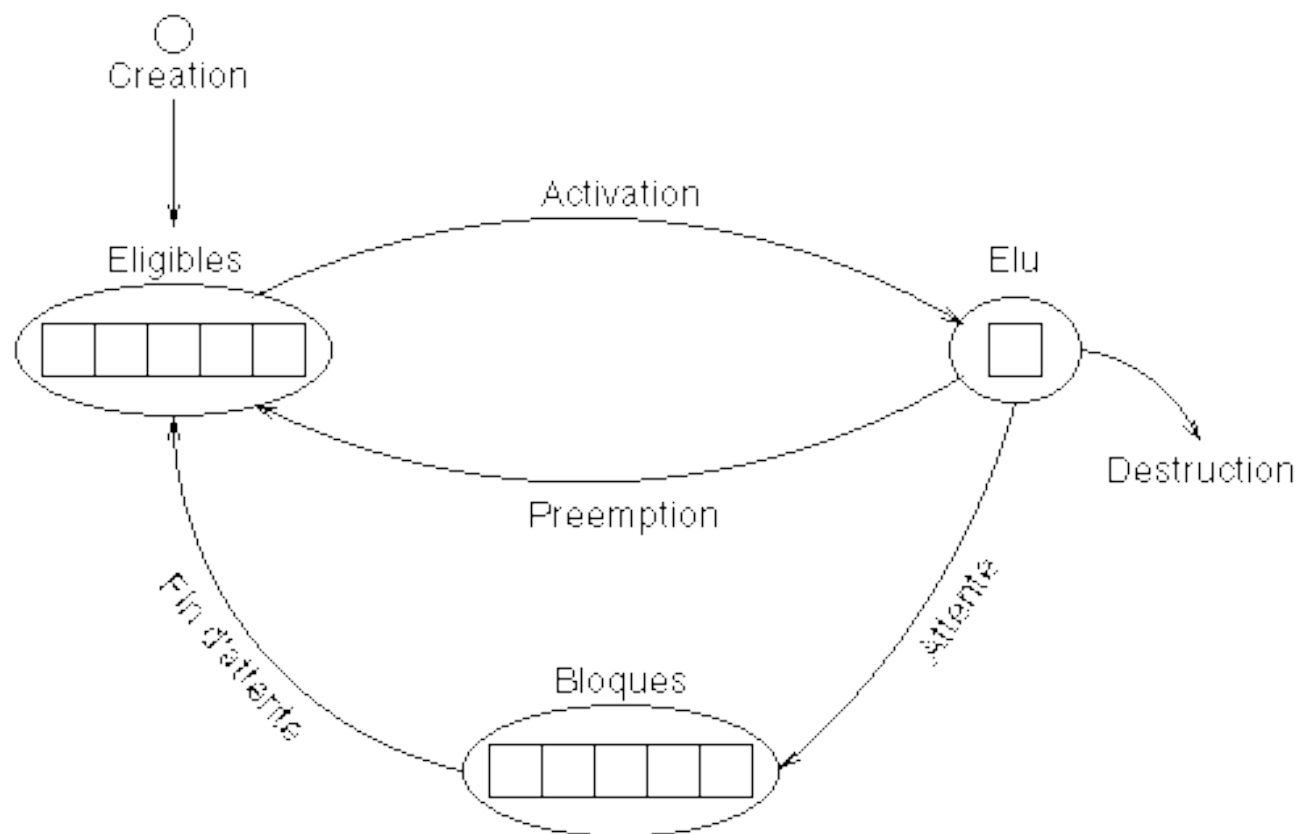 Creation
Activation
Eligibles
Elu
Destruction
Preemption
Fin d'attente
Attente
Bloques